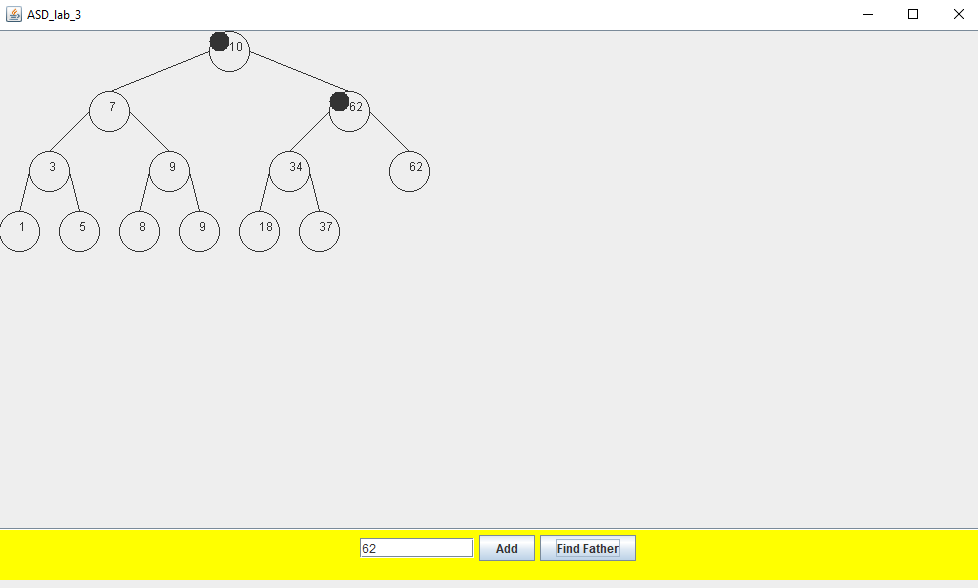 ASD_lab_3
10
7 62
3 9 34 62
1 5 8 9 18 37
62 Add Find Father